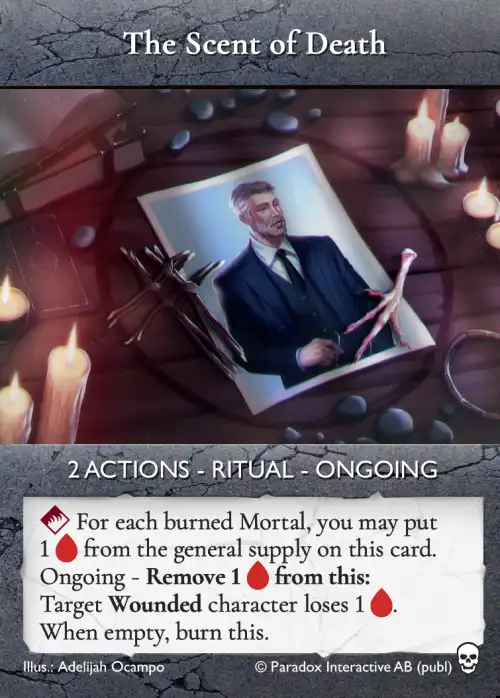 The Scent of Death
2 ACTIONS - RITUAL - ONGOING
For each burned Mortal, you may put
1 from the general supply on this card.
Ongoing - Remove 1 from this:
Target Wounded character loses 1 .
When empty, burn this.
Illus.: Adelijah Ocampo © Paradox Interactive AB (publ)